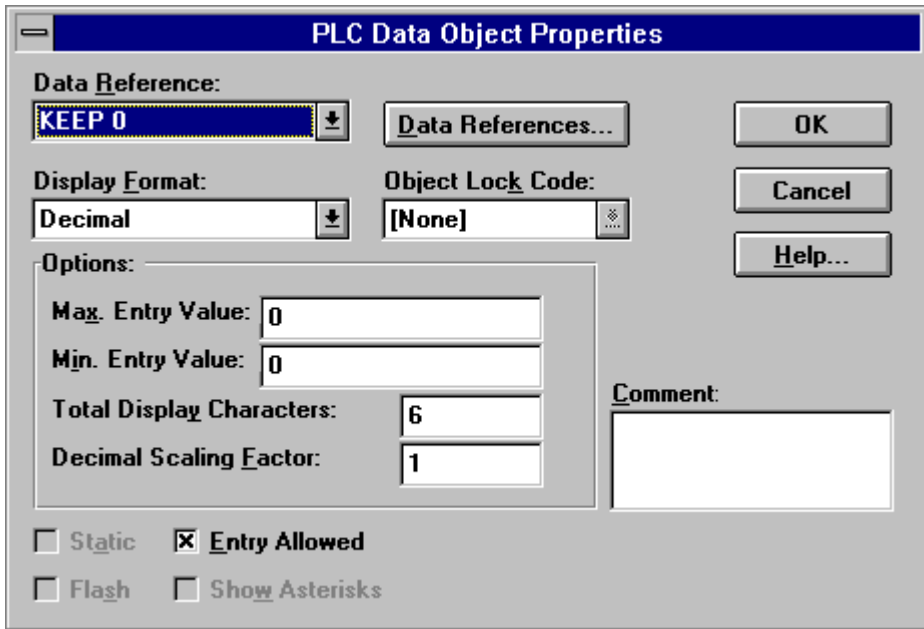 PLC Data Object Properties
Data Reference:
KEEP 0
Data References...
OK
Display Format:
Object Lock Code:
Cancel
Decimal
[None]
Help...
Options:
Max. Entry Value: 0
Min. Entry Value: 0
Total Display Characters: 6
Comment:
Decimal Scaling Factor: 1
Static
Entry Allowed
Flash
Show Asterisks